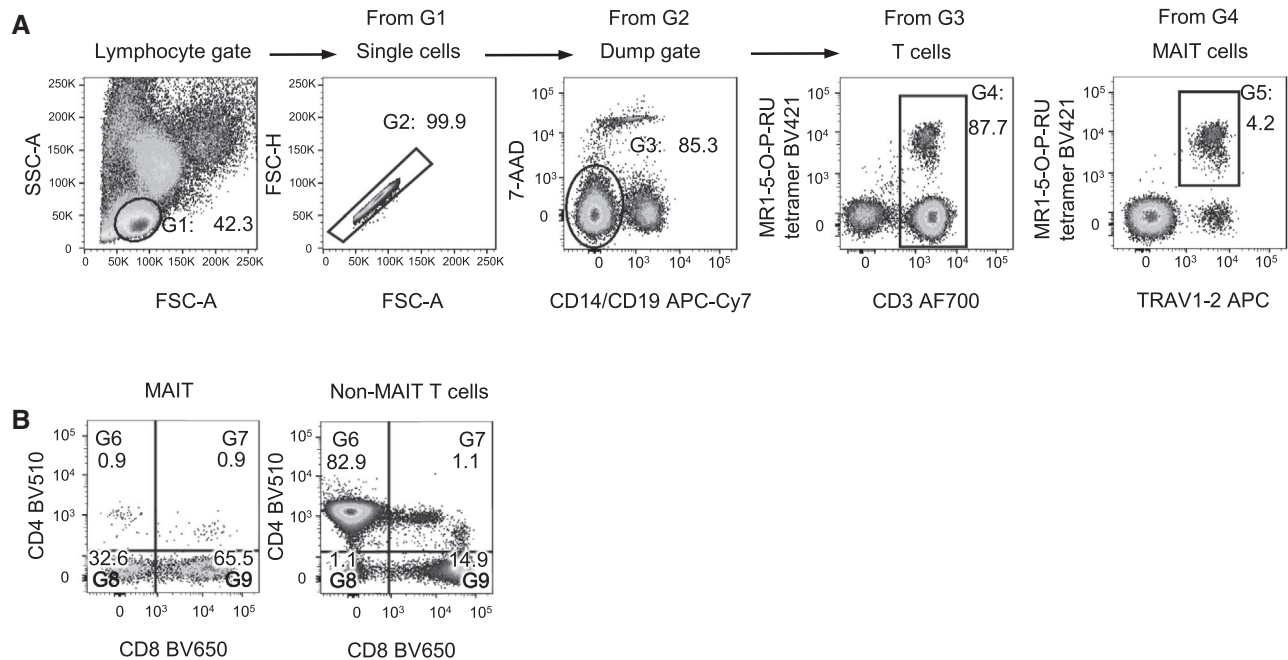 A
Lymphocyte gate
From G1
Single cells
From G2
Dump gate
From G3
T cells
From G4
MAIT cells
SSC-A
250K
200K
150K
100K
50K
0
G1: 42.3
0 50K 100K 150K 200K 250K
FSC-A
FSC-H
250K
200K
150K
100K
50K
0
G2: 99.9
0 50K 100K 150K 200K 250K
FSC-A
7-AAD
10⁵
10⁴
10³
0
G3: 85.3
0 10³ 10⁴ 10⁵
CD14/CD19 APC-Cy7
MR1-5-O-P-RU
tetramer BV421
10⁵
10⁴
10³
0
G4:
87.7
0 10³ 10⁴ 10⁵
CD3 AF700
MR1-5-O-P-RU
tetramer BV421
10⁵
10⁴
10³
0
G5:
4.2
0 10³ 10⁴ 10⁵
TRAV1-2 APC
B
MAIT
CD4 BV510
10⁵
10⁴
10³
0
G6
0.9
G7
0.9
32.6
G8
65.5
G9
0 10³ 10⁴ 10⁵
CD8 BV650
Non-MAIT T cells
CD4 BV510
10⁵
10⁴
10³
0
G6
82.9
G7
1.1
1.1
G8
14.9
G9
0 10³ 10⁴ 10⁵
CD8 BV650